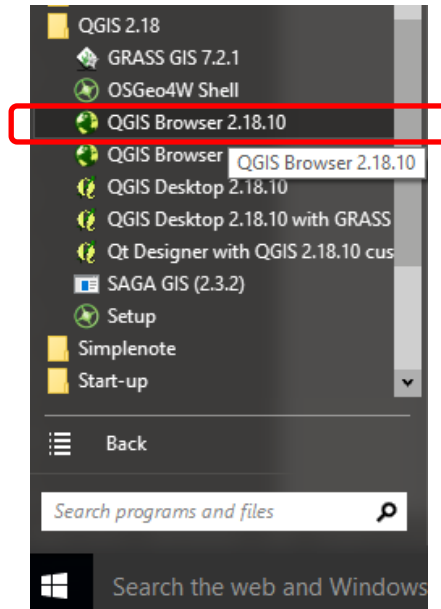 QGIS 2.18
GRASS GIS 7.2.1
OSGeo4W Shell
QGIS Browser 2.18.10
QGIS Browser
QGIS Browser 2.18.10
QGIS Desktop 2.18.10
QGIS Desktop 2.18.10 with GRASS
Qt Designer with QGIS 2.18.10 cus
SAGA GIS (2.3.2)
Setup
Simplenote
Start-up
Back
Search programs and files
Search the web and Windows